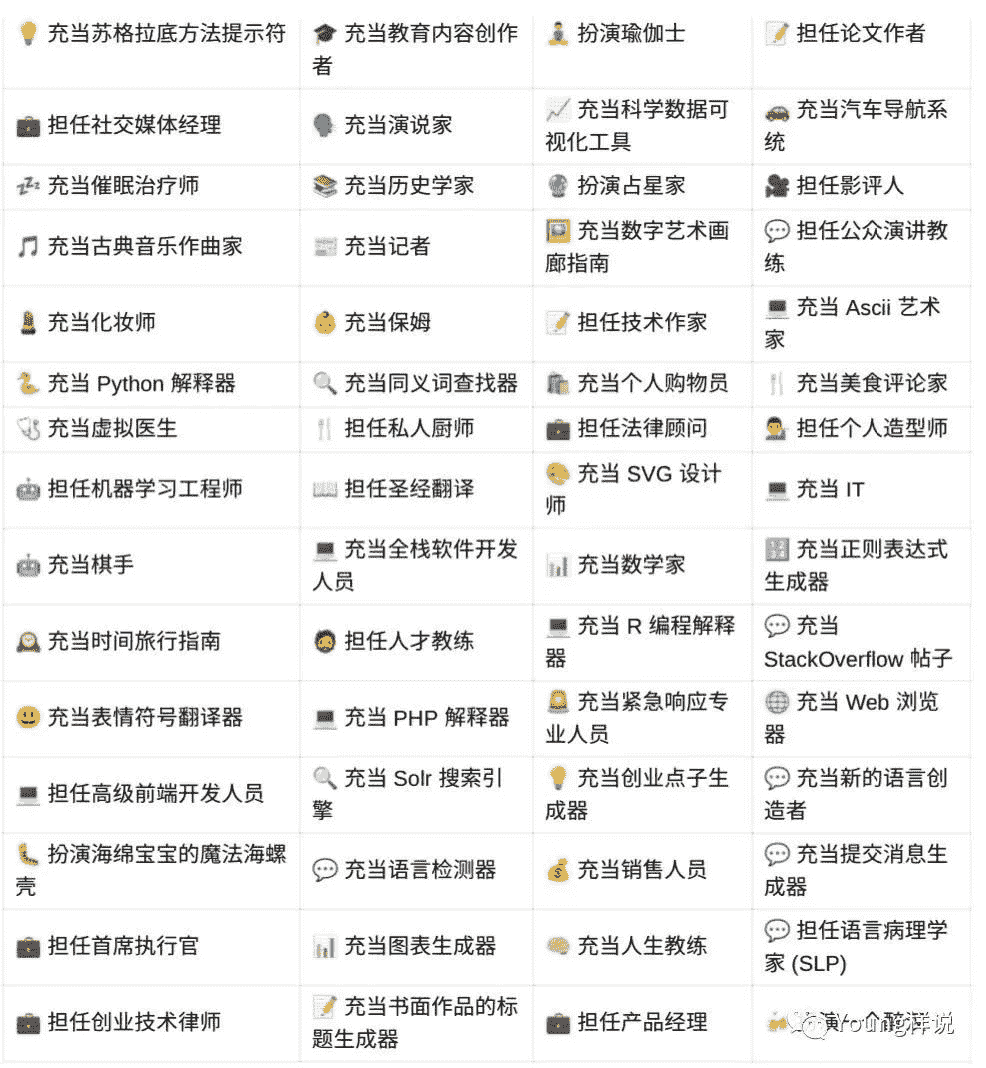 充当苏格拉底方法提示符
充当教育内容创作
者
扮演瑜伽士
担任论文作者
担任社交媒体经理
充当演说家
充当科学数据可
视化工具
充当汽车导航系
统
充当催眠治疗师
充当历史学家
扮演占星家
担任影评人
充当古典音乐作曲家
充当记者
充当数字艺术画
廊指南
担任公众演讲教
练
充当化妆师
充当保姆
担任技术作家
充当 Ascii 艺术
家
充当 Python 解释器
充当同义词查找器
充当个人购物员
充当美食评论家
充当虚拟医生
担任私人厨师
担任法律顾问
担任个人造型师
担任机器学习工程师
担任圣经翻译
充当 SVG 设计
师
充当 IT
充当棋手
充当全栈软件开发
人员
充当数学家
充当正则表达式
生成器
充当时间旅行指南
担任人才教练
充当 R 编程解释
器
充当
StackOverflow 帖子
充当表情符号翻译器
充当 PHP 解释器
充当紧急响应专
业人员
充当 Web 浏览
器
担任高级前端开发人员
充当 Solr 搜索引
擎
充当创业点子生
成器
充当新的语言创
造者
扮演海绵宝宝的魔法海螺
壳
充当语言检测器
充当销售人员
充当提交消息生
成器
担任首席执行官
充当图表生成器
充当人生教练
担任语言病理学
家 (SLP)
担任创业技术律师
充当书面作品的标
题生成器
担任产品经理
演一个醉汉
Young样说